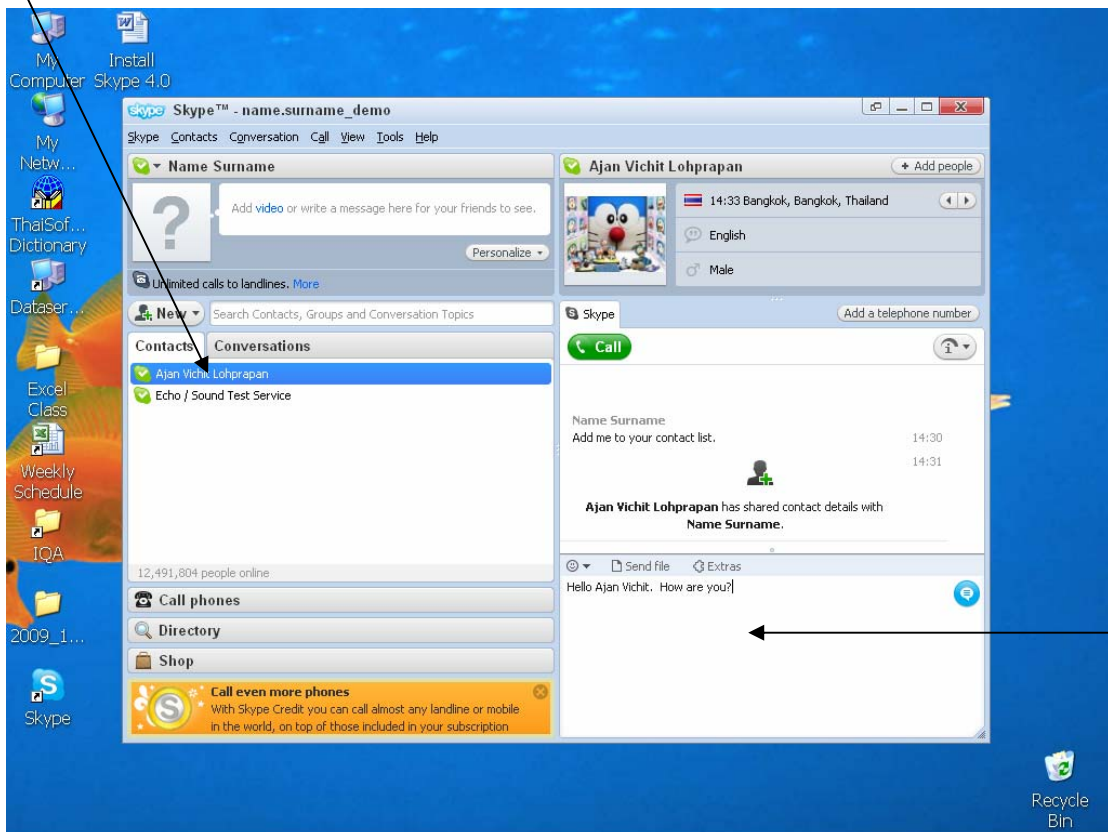 My Computer
Install Skype 4.0
My Netw...
ThaiSof... Dictionary
Dataser...
Excel Class
Weekly Schedule
IQA
2009_1...
Skype
skype Skype™ - name.surname_demo
Skype Contacts Conversation Call View Tools Help
Name Surname
?
Add video or write a message here for your friends to see.
Personalize
Unlimited calls to landlines. More
New
Search Contacts, Groups and Conversation Topics
Contacts Conversations
Ajan Vichit Lohprapan
Echo / Sound Test Service
12,491,804 people online
Call phones
Directory
Shop
Call even more phones
With Skype Credit you can call almost any landline or mobile
in the world, on top of those included in your subscription
Ajan Vichit Lohprapan
+ Add people
14:33 Bangkok, Bangkok, Thailand
English
Male
Skype
Add a telephone number
Call
Name Surname
Add me to your contact list. 14:30
14:31
Ajan Vichit Lohprapan has shared contact details with
Name Surname.
Send file Extras
Hello Ajan Vichit. How are you?
Recycle Bin